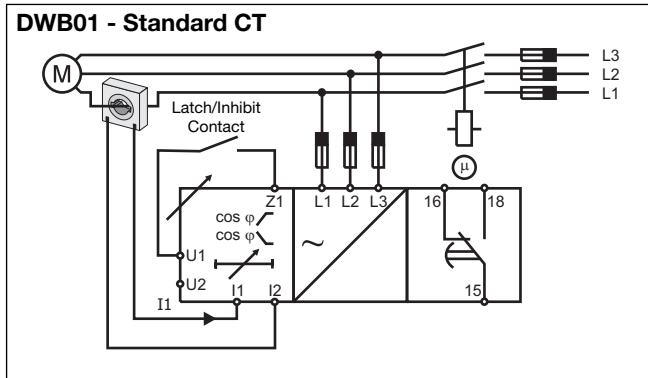 DWB01 - Standard CT
M
L3
L2
L1
Latch/Inhibit
Contact
μ
Z1
L1 L2 L3
16
18
cos φ
cos φ
~
U1
U2
I1
I1
I2
15